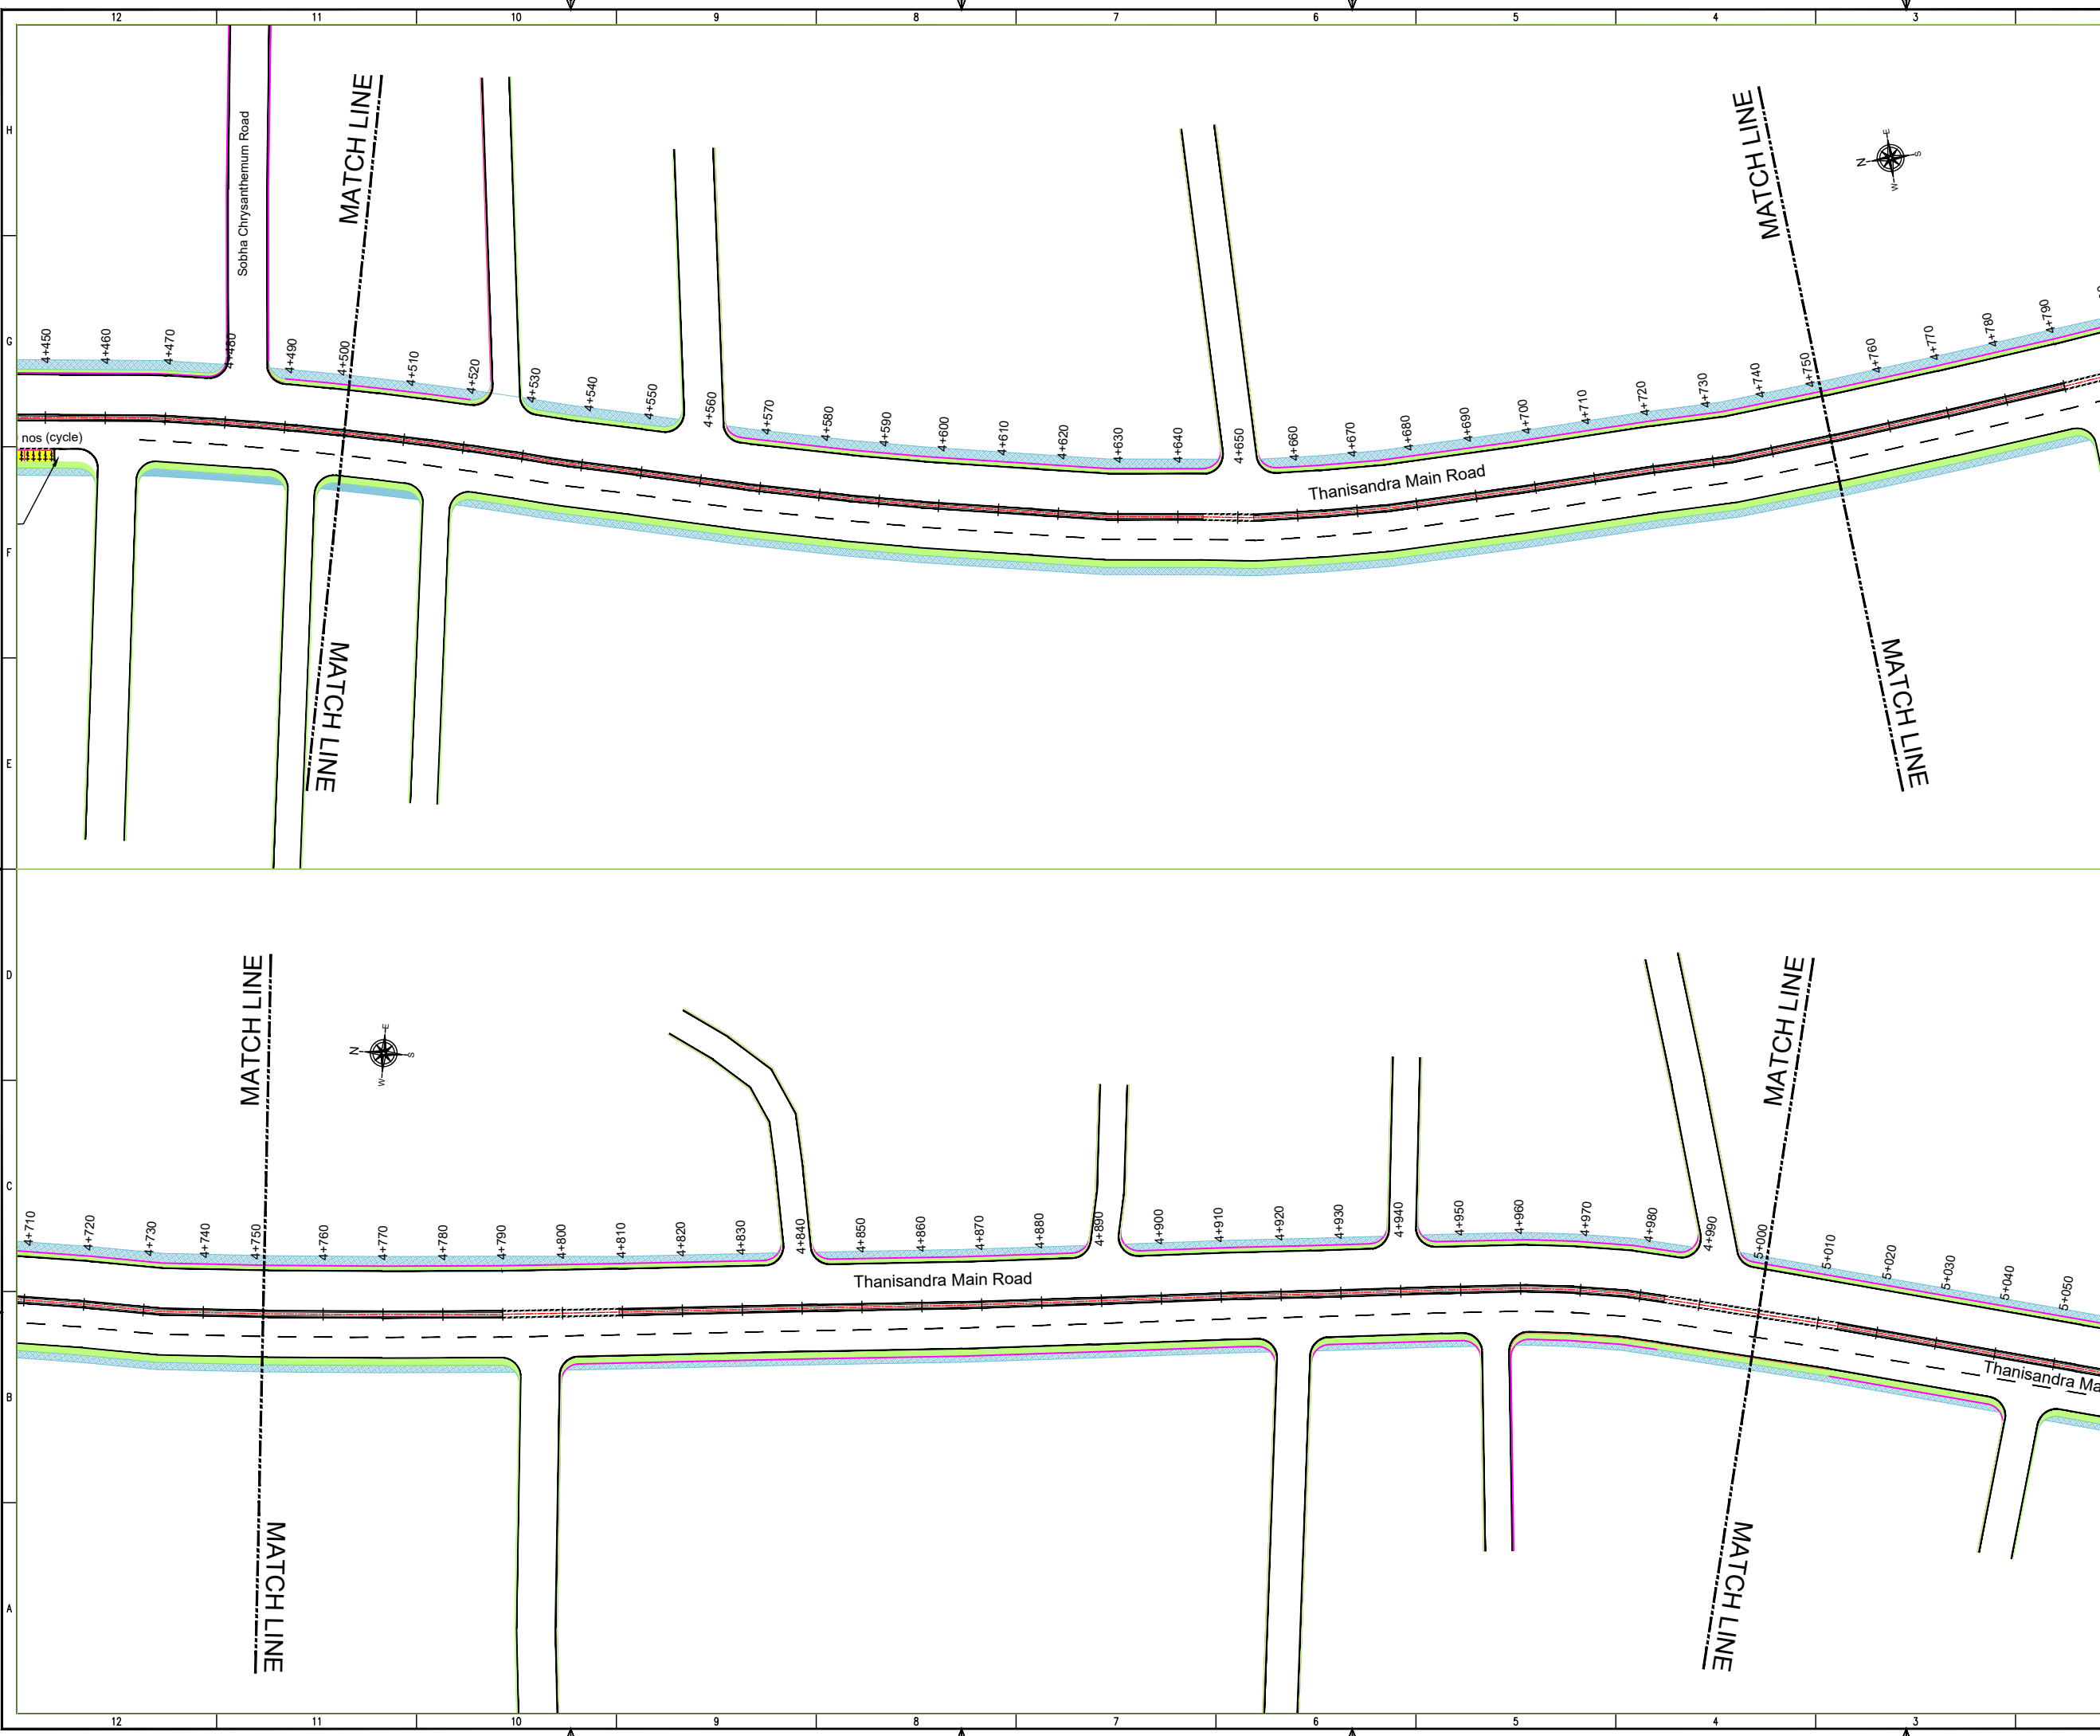 12 11 10 9 8 7 6 5 4 3
H
G
F
E
D
C
B
A
Sobha Chrysanthemum Road
MATCH LINE
MATCH LINE
N E S W
4+450 4+460 4+470 4+480 4+490 4+500 4+510 4+520 4+530 4+540 4+550 4+560 4+570 4+580 4+590 4+600 4+610 4+620 4+630 4+640 4+650 4+660 4+670 4+680 4+690 4+700 4+710 4+720 4+730 4+740 4+750 4+760 4+770 4+780 4+790
nos (cycle)
Thanisandra Main Road
MATCH LINE
MATCH LINE
MATCH LINE
MATCH LINE
N E S W
4+710 4+720 4+730 4+740 4+750 4+760 4+770 4+780 4+790 4+800 4+810 4+820 4+830 4+840 4+850 4+860 4+870 4+880 4+890 4+900 4+910 4+920 4+930 4+940 4+950 4+960 4+970 4+980 4+990 5+000 5+010 5+020 5+030 5+040 5+050
Thanisandra Main Road
Thanisandra Ma
MATCH LINE
MATCH LINE
12 11 10 9 8 7 6 5 4 3